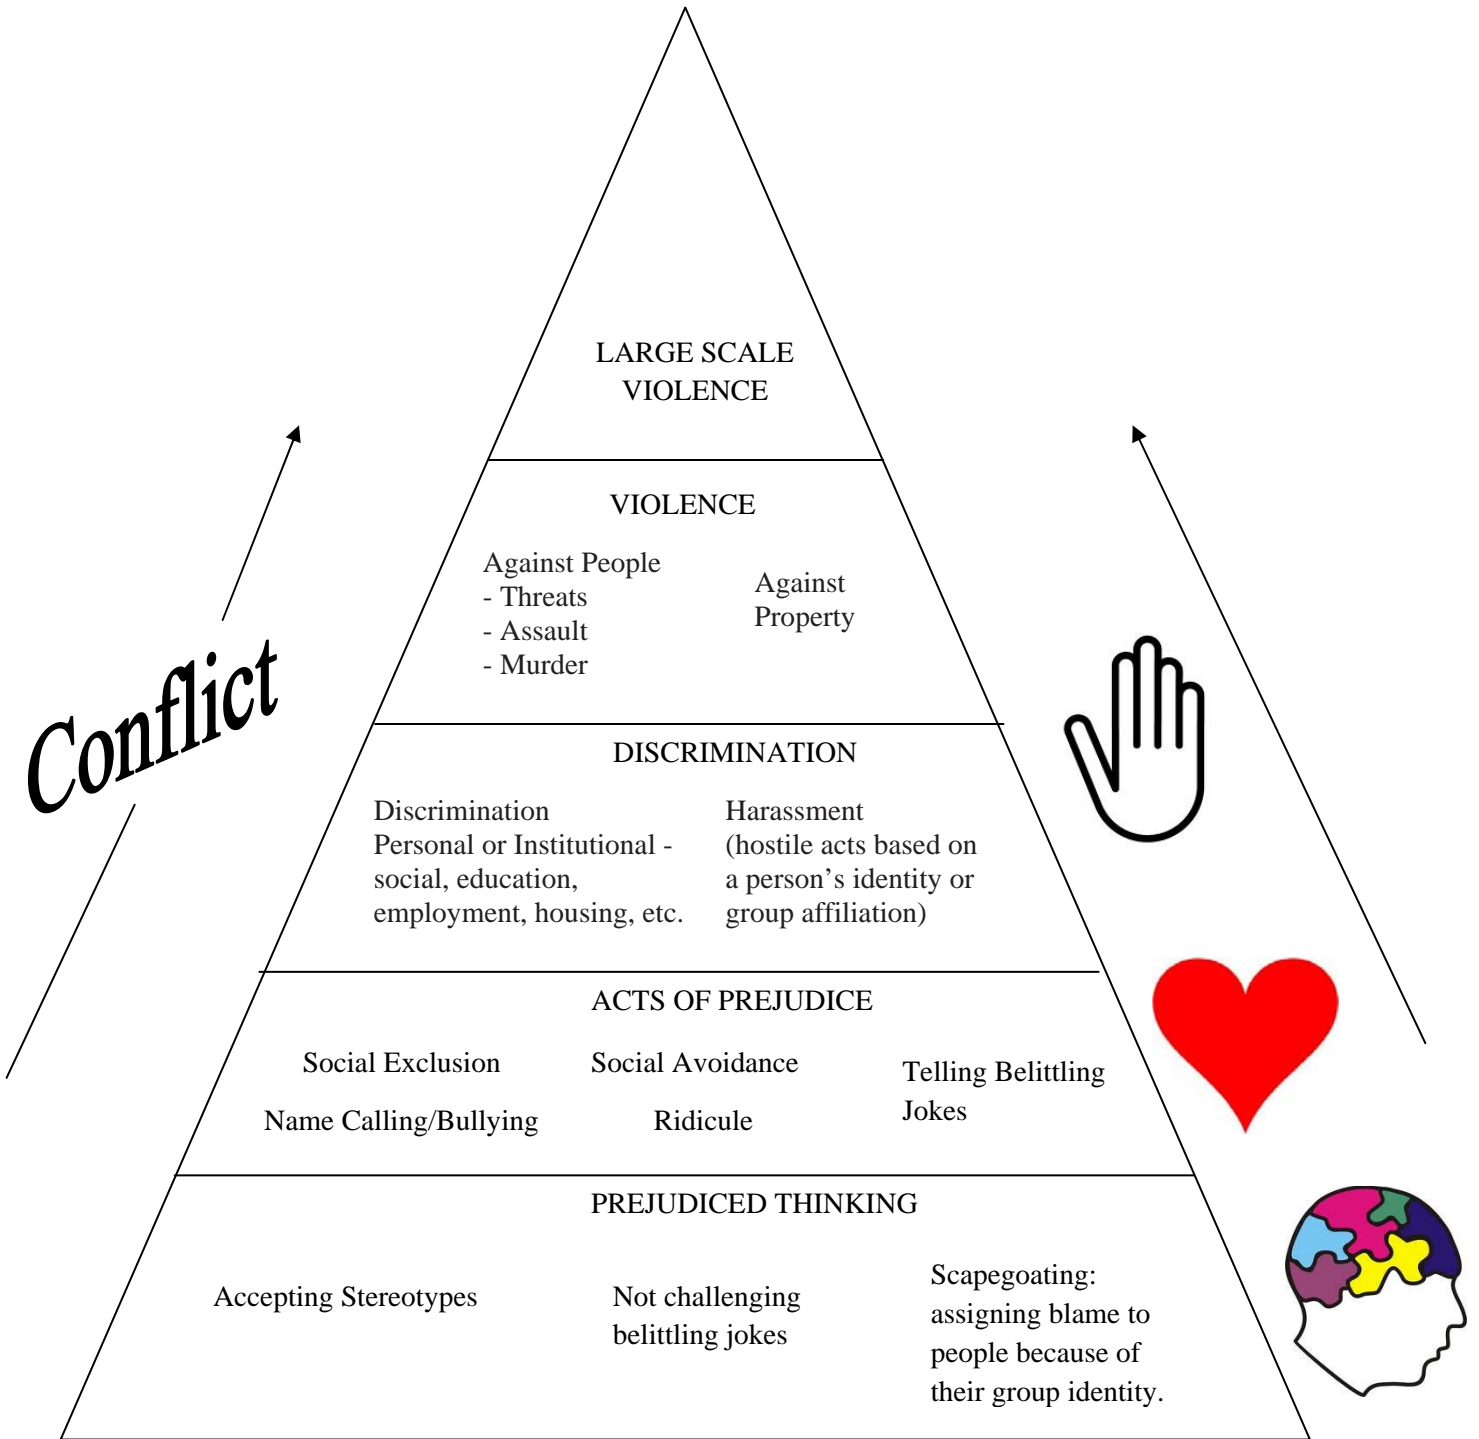 LARGE SCALE
VIOLENCE
VIOLENCE
Against People
- Threats
- Assault
- Murder
Against
Property
Conflict
DISCRIMINATION
Discrimination
Personal or Institutional -
social, education,
employment, housing, etc.
Harassment
(hostile acts based on
a person’s identity or
group affiliation)
ACTS OF PREJUDICE
Social Exclusion
Social Avoidance
Telling Belittling
Jokes
Name Calling/Bullying
Ridicule
PREJUDICED THINKING
Accepting Stereotypes
Not challenging
belittling jokes
Scapegoating:
assigning blame to
people because of
their group identity.